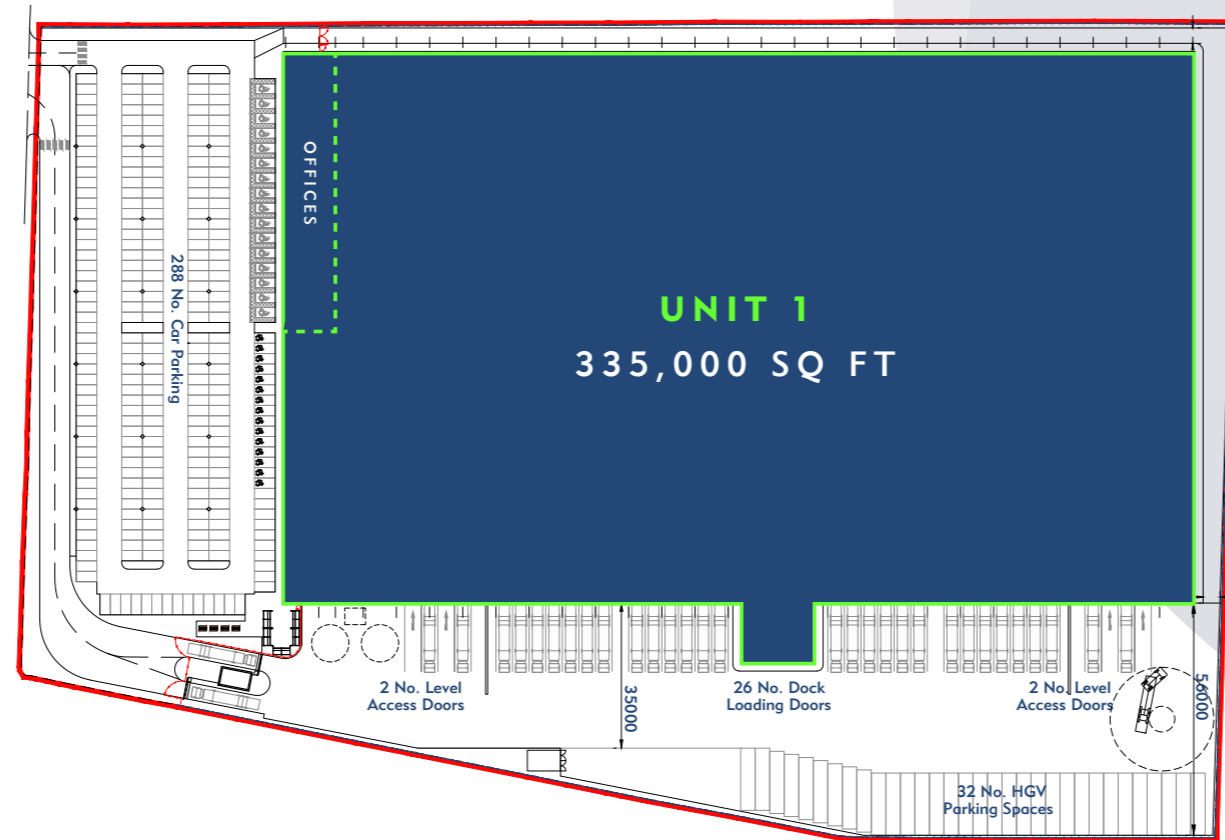 OFFICES
288 No. Car Parking
UNIT 1
335,000 SQ FT
2 No. Level
Access Doors
35000
26 No. Dock
Loading Doors
2 No. Level
Access Doors
56000
32 No. HGV
Parking Spaces